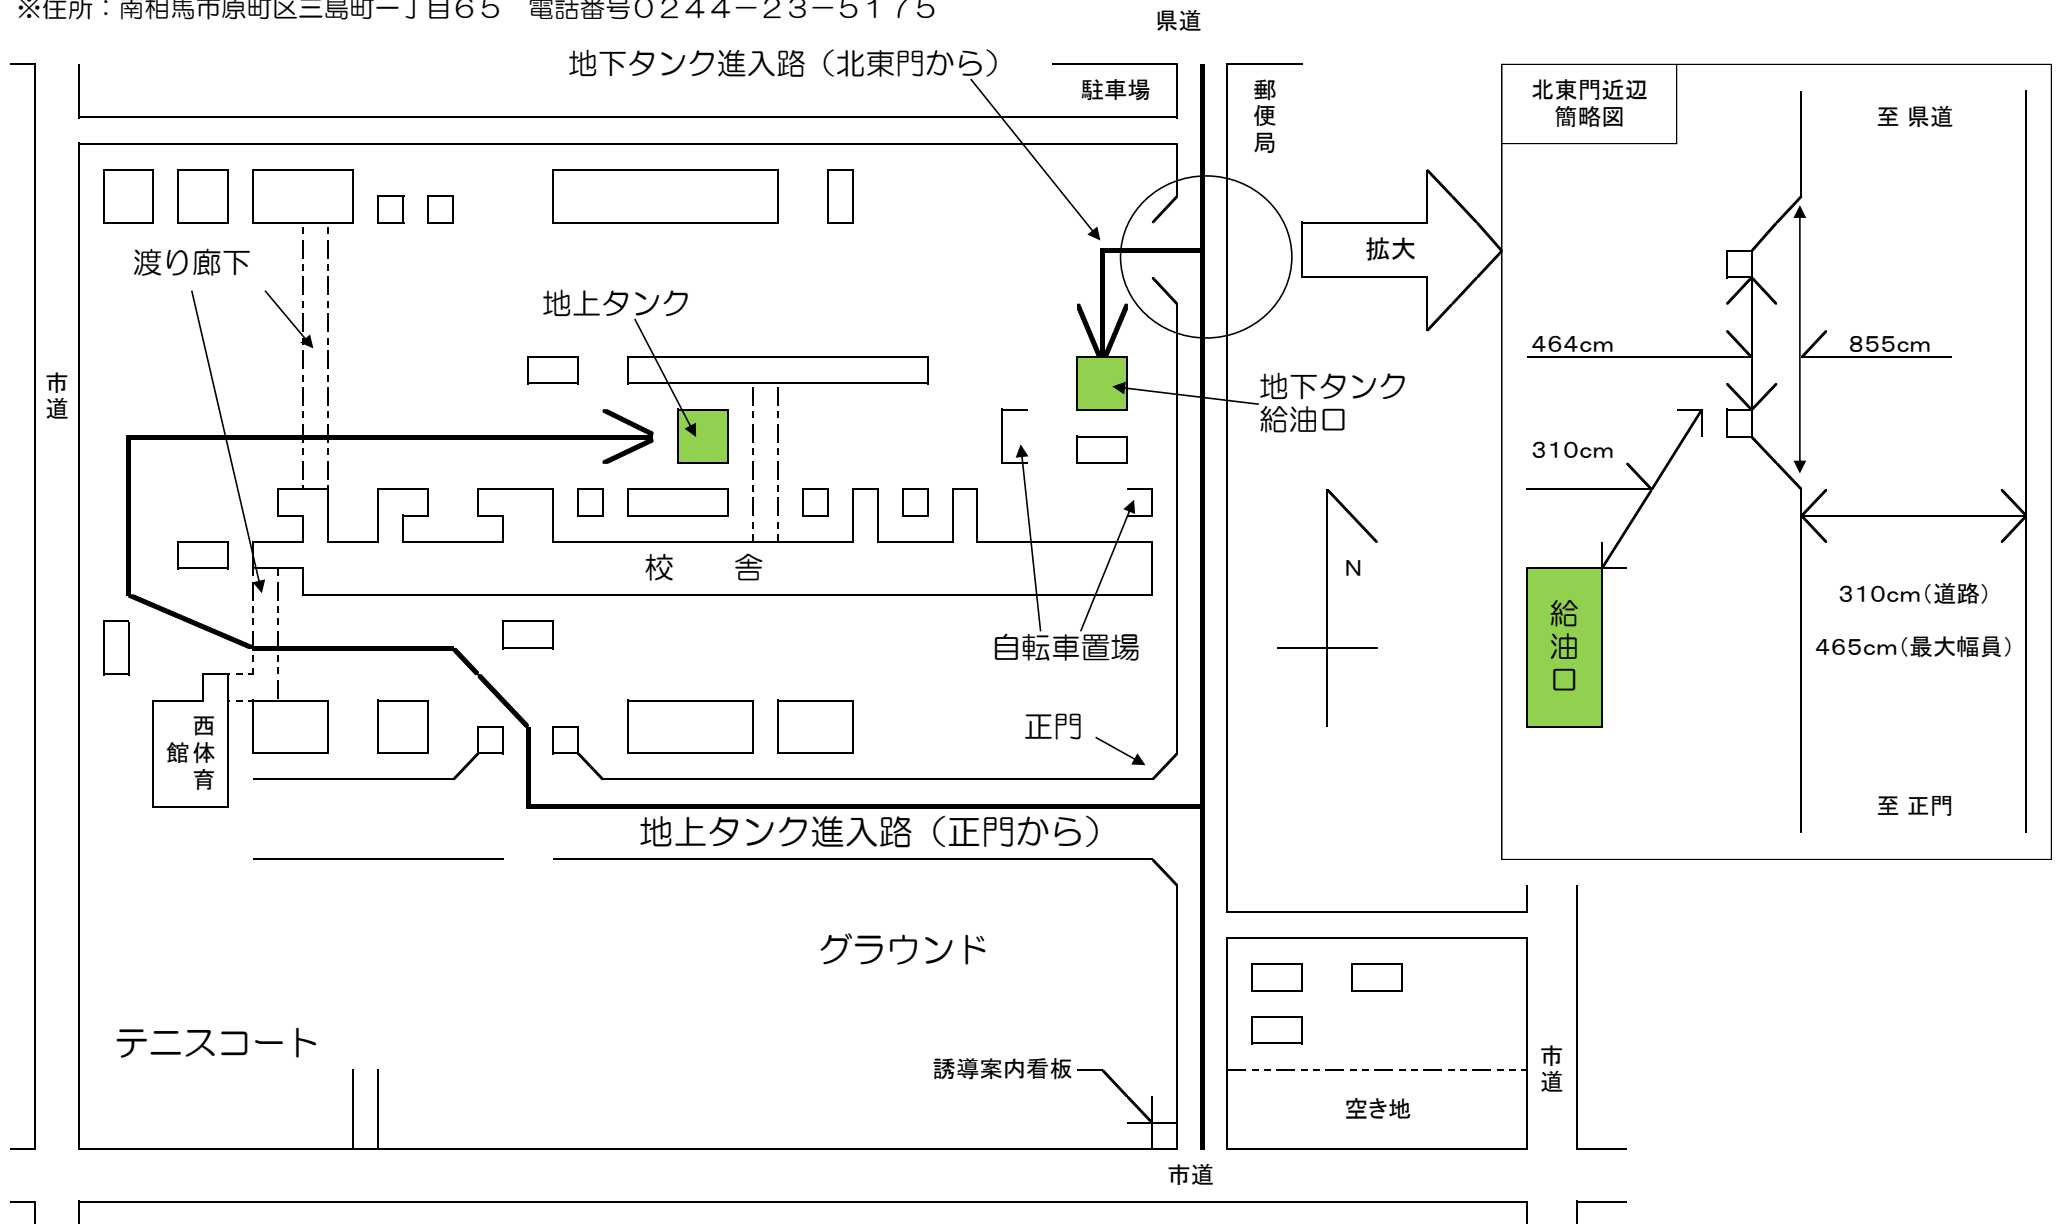 ※住所：南相馬市原町区三島町一丁目６５　電話番号０２４４－２３－５１７５
県道
地下タンク進入路（北東門から）
駐車場
郵便局
北東門近辺
簡略図
至 県道
渡り廊下
拡大
地上タンク
464cm
855cm
市道
地下タンク
給油口
310cm
校　舎
N
310cm（道路）
給油口
自転車置場
465cm（最大幅員）
正門
西体育
館
至 正門
地上タンク進入路（正門から）
グラウンド
テニスコート
誘導案内看板
市道
空き地
市道